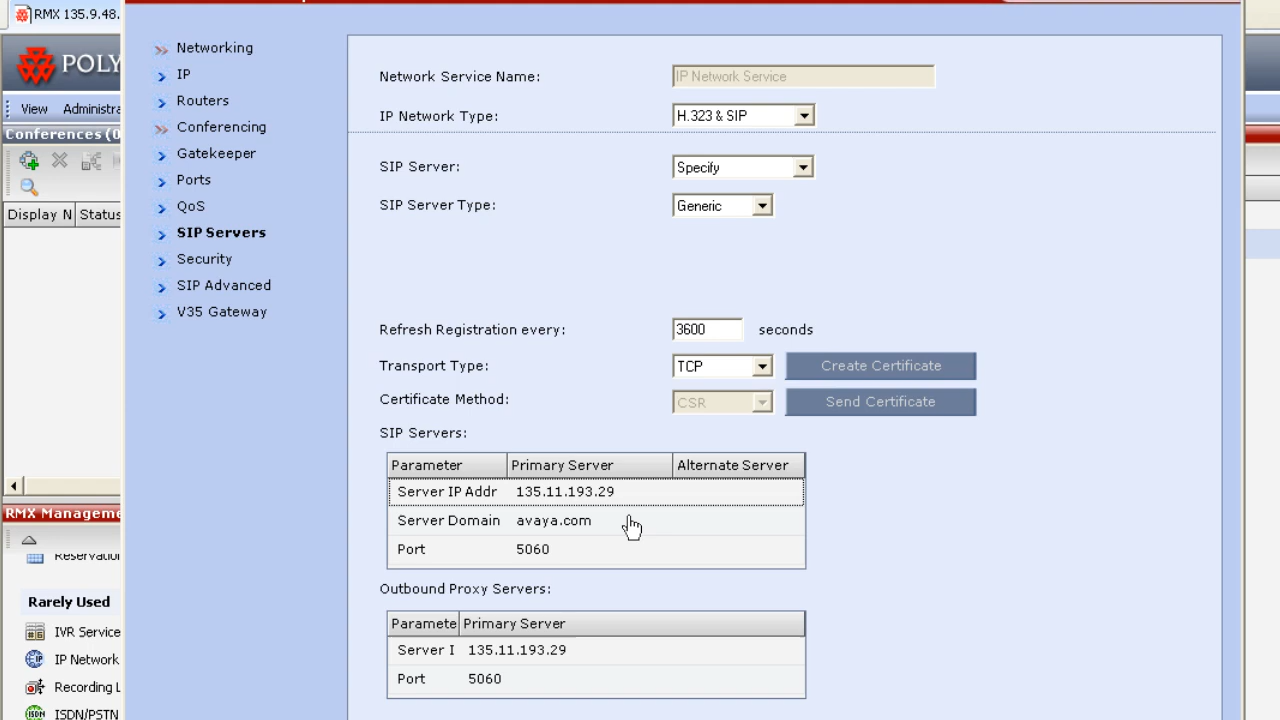 RMX 135.9.48.
POLY
View Administra
Conferences (0
Display N Status
RMX Manageme
Reservation
Rarely Used
IVR Service
IP Network
Recording L
ISDN/PSTN
Networking
IP
Routers
Conferencing
Gatekeeper
Ports
QoS
SIP Servers
Security
SIP Advanced
V35 Gateway
Network Service Name: IP Network Service
IP Network Type: H.323 & SIP
SIP Server: Specify
SIP Server Type: Generic
Refresh Registration every: 3600 seconds
Transport Type: TCP Create Certificate
Certificate Method: CSR Send Certificate
SIP Servers:
Parameter Primary Server Alternate Server
Server IP Addr 135.11.193.29
Server Domain avaya.com
Port 5060
Outbound Proxy Servers:
Paramete Primary Server
Server I 135.11.193.29
Port 5060